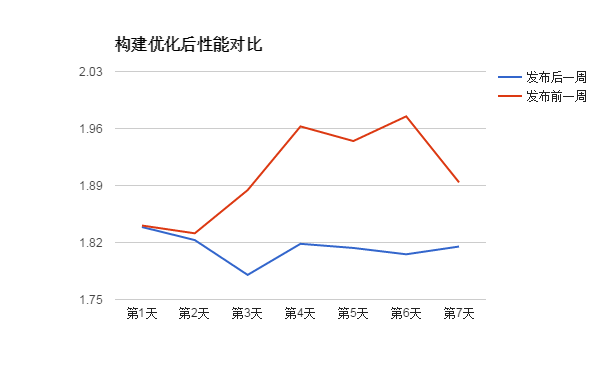 构建优化后性能对比
2.03
1.96
1.89
1.82
1.75
第1天 第2天 第3天 第4天 第5天 第6天 第7天
发布后一周
发布前一周